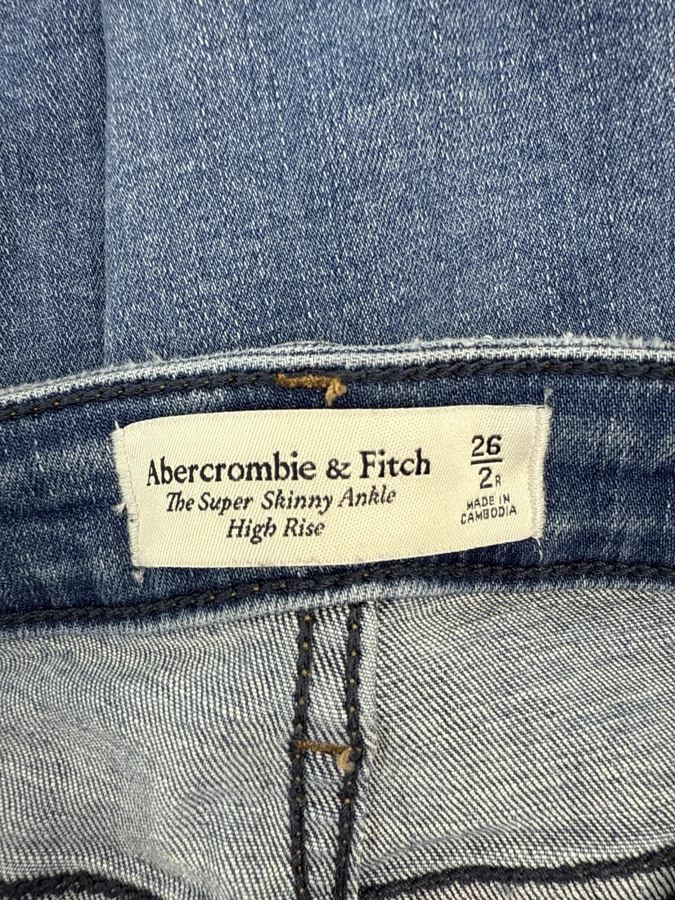 Abercrombie & Fitch
The Super Skinny Ankle
High Rise
26
2R
MADE IN
CAMBODIA